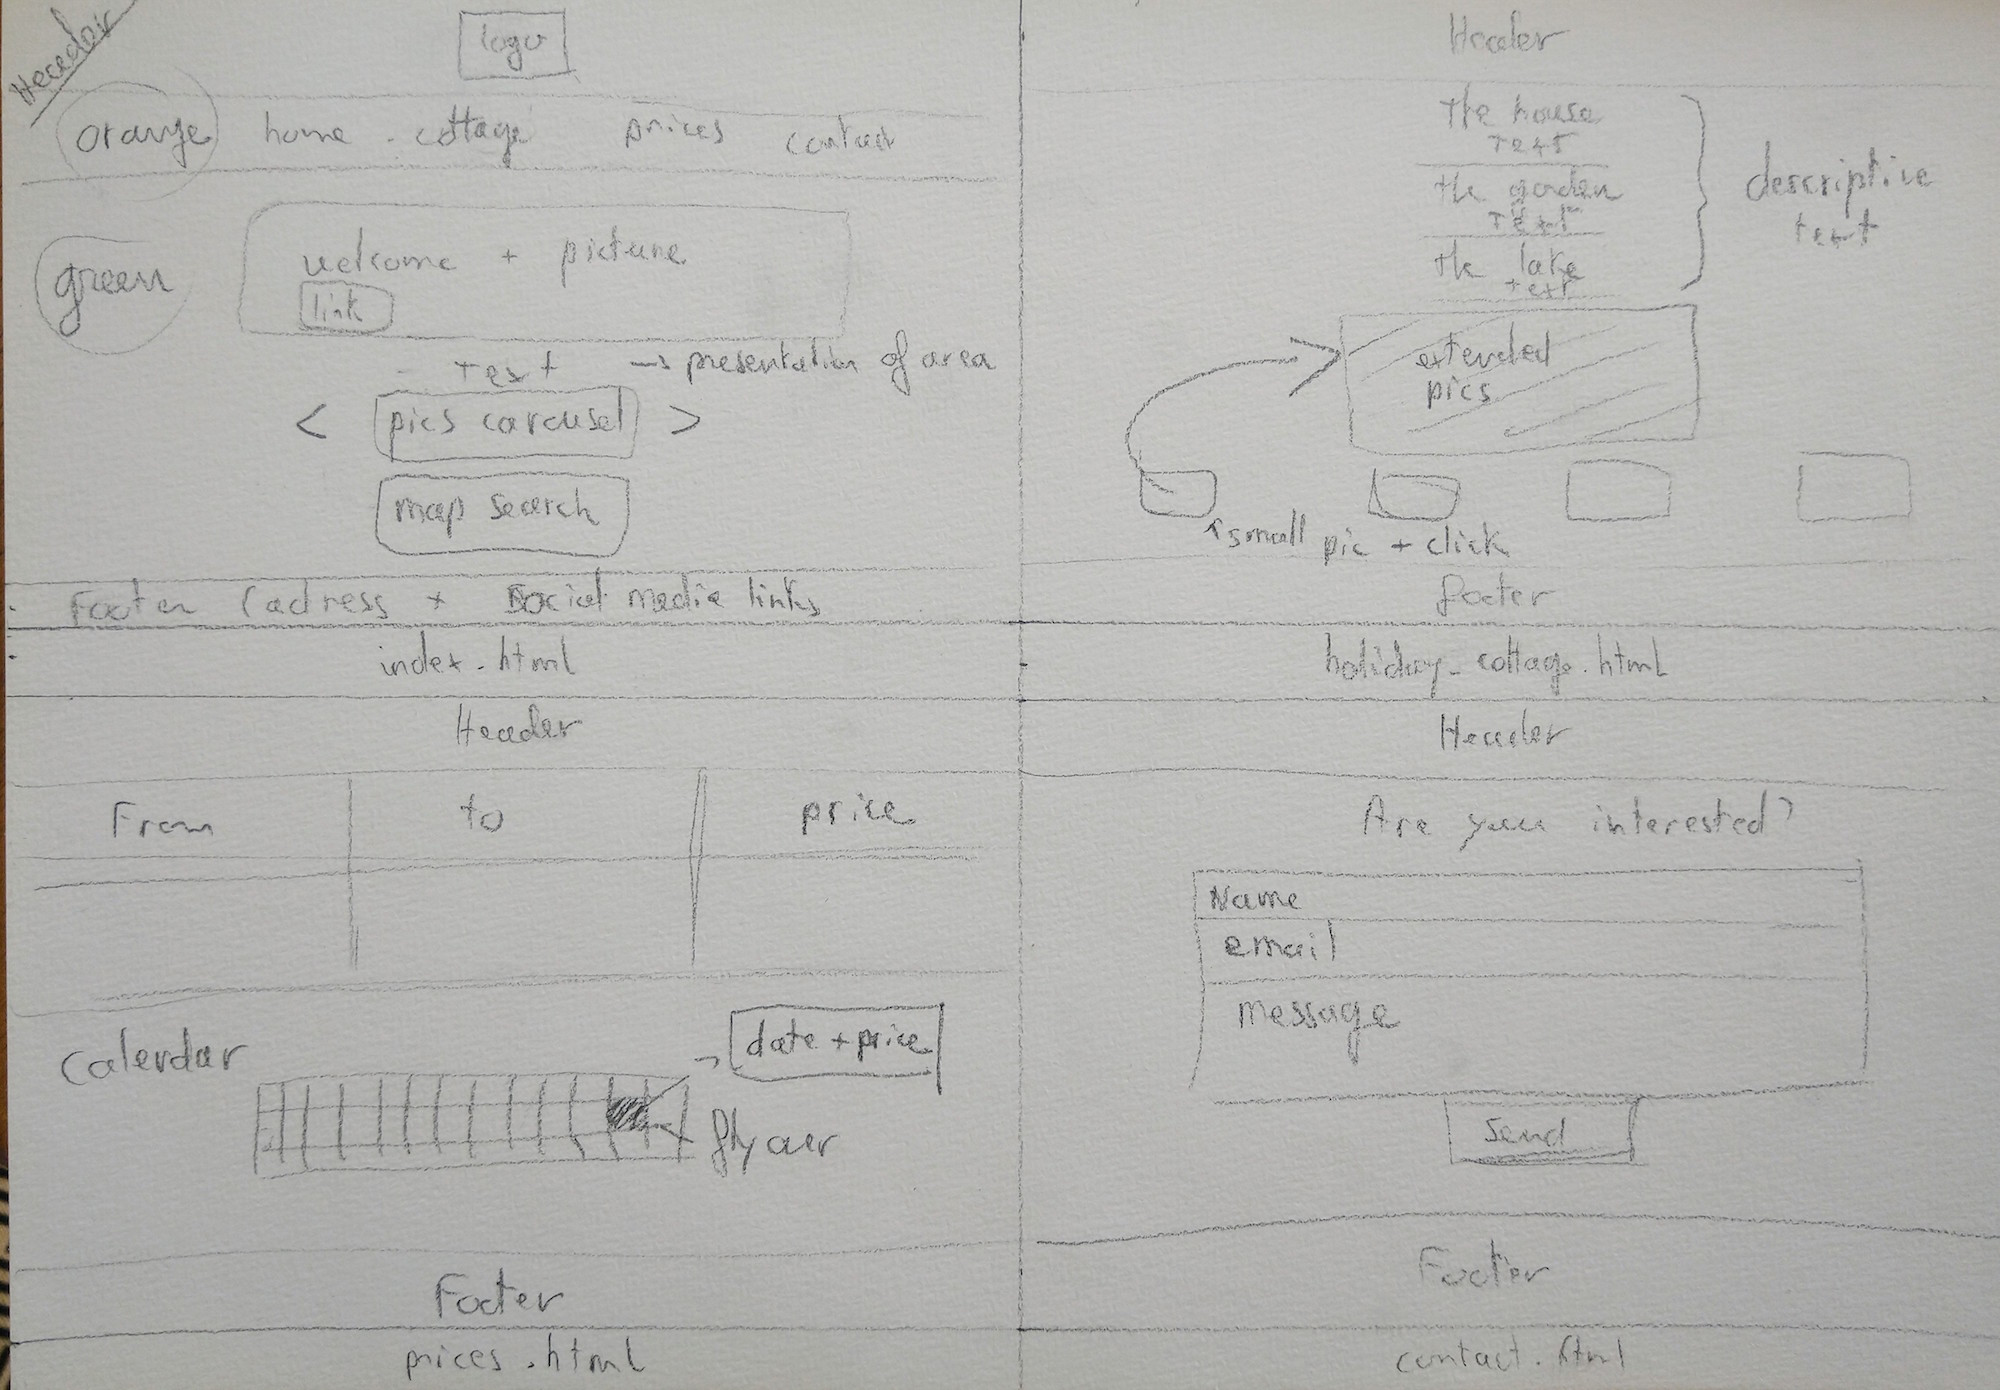 Header
logo
orange home cottage prices contact
green
welcome + picture
link
Text → presentation of area
< pics carousel >
map search
Footer (adress + Social media links
index.html
Header
the house
Text
the garden
Text
the lake
text
descriptive
text
extended
pics
↑small pic + click
footer
holiday_cottage.html
Header
From to price
Calendar
→ date + price
Footer
prices.html
Header
Are you interested?
Name
email
message
Send
Footer
contact.html